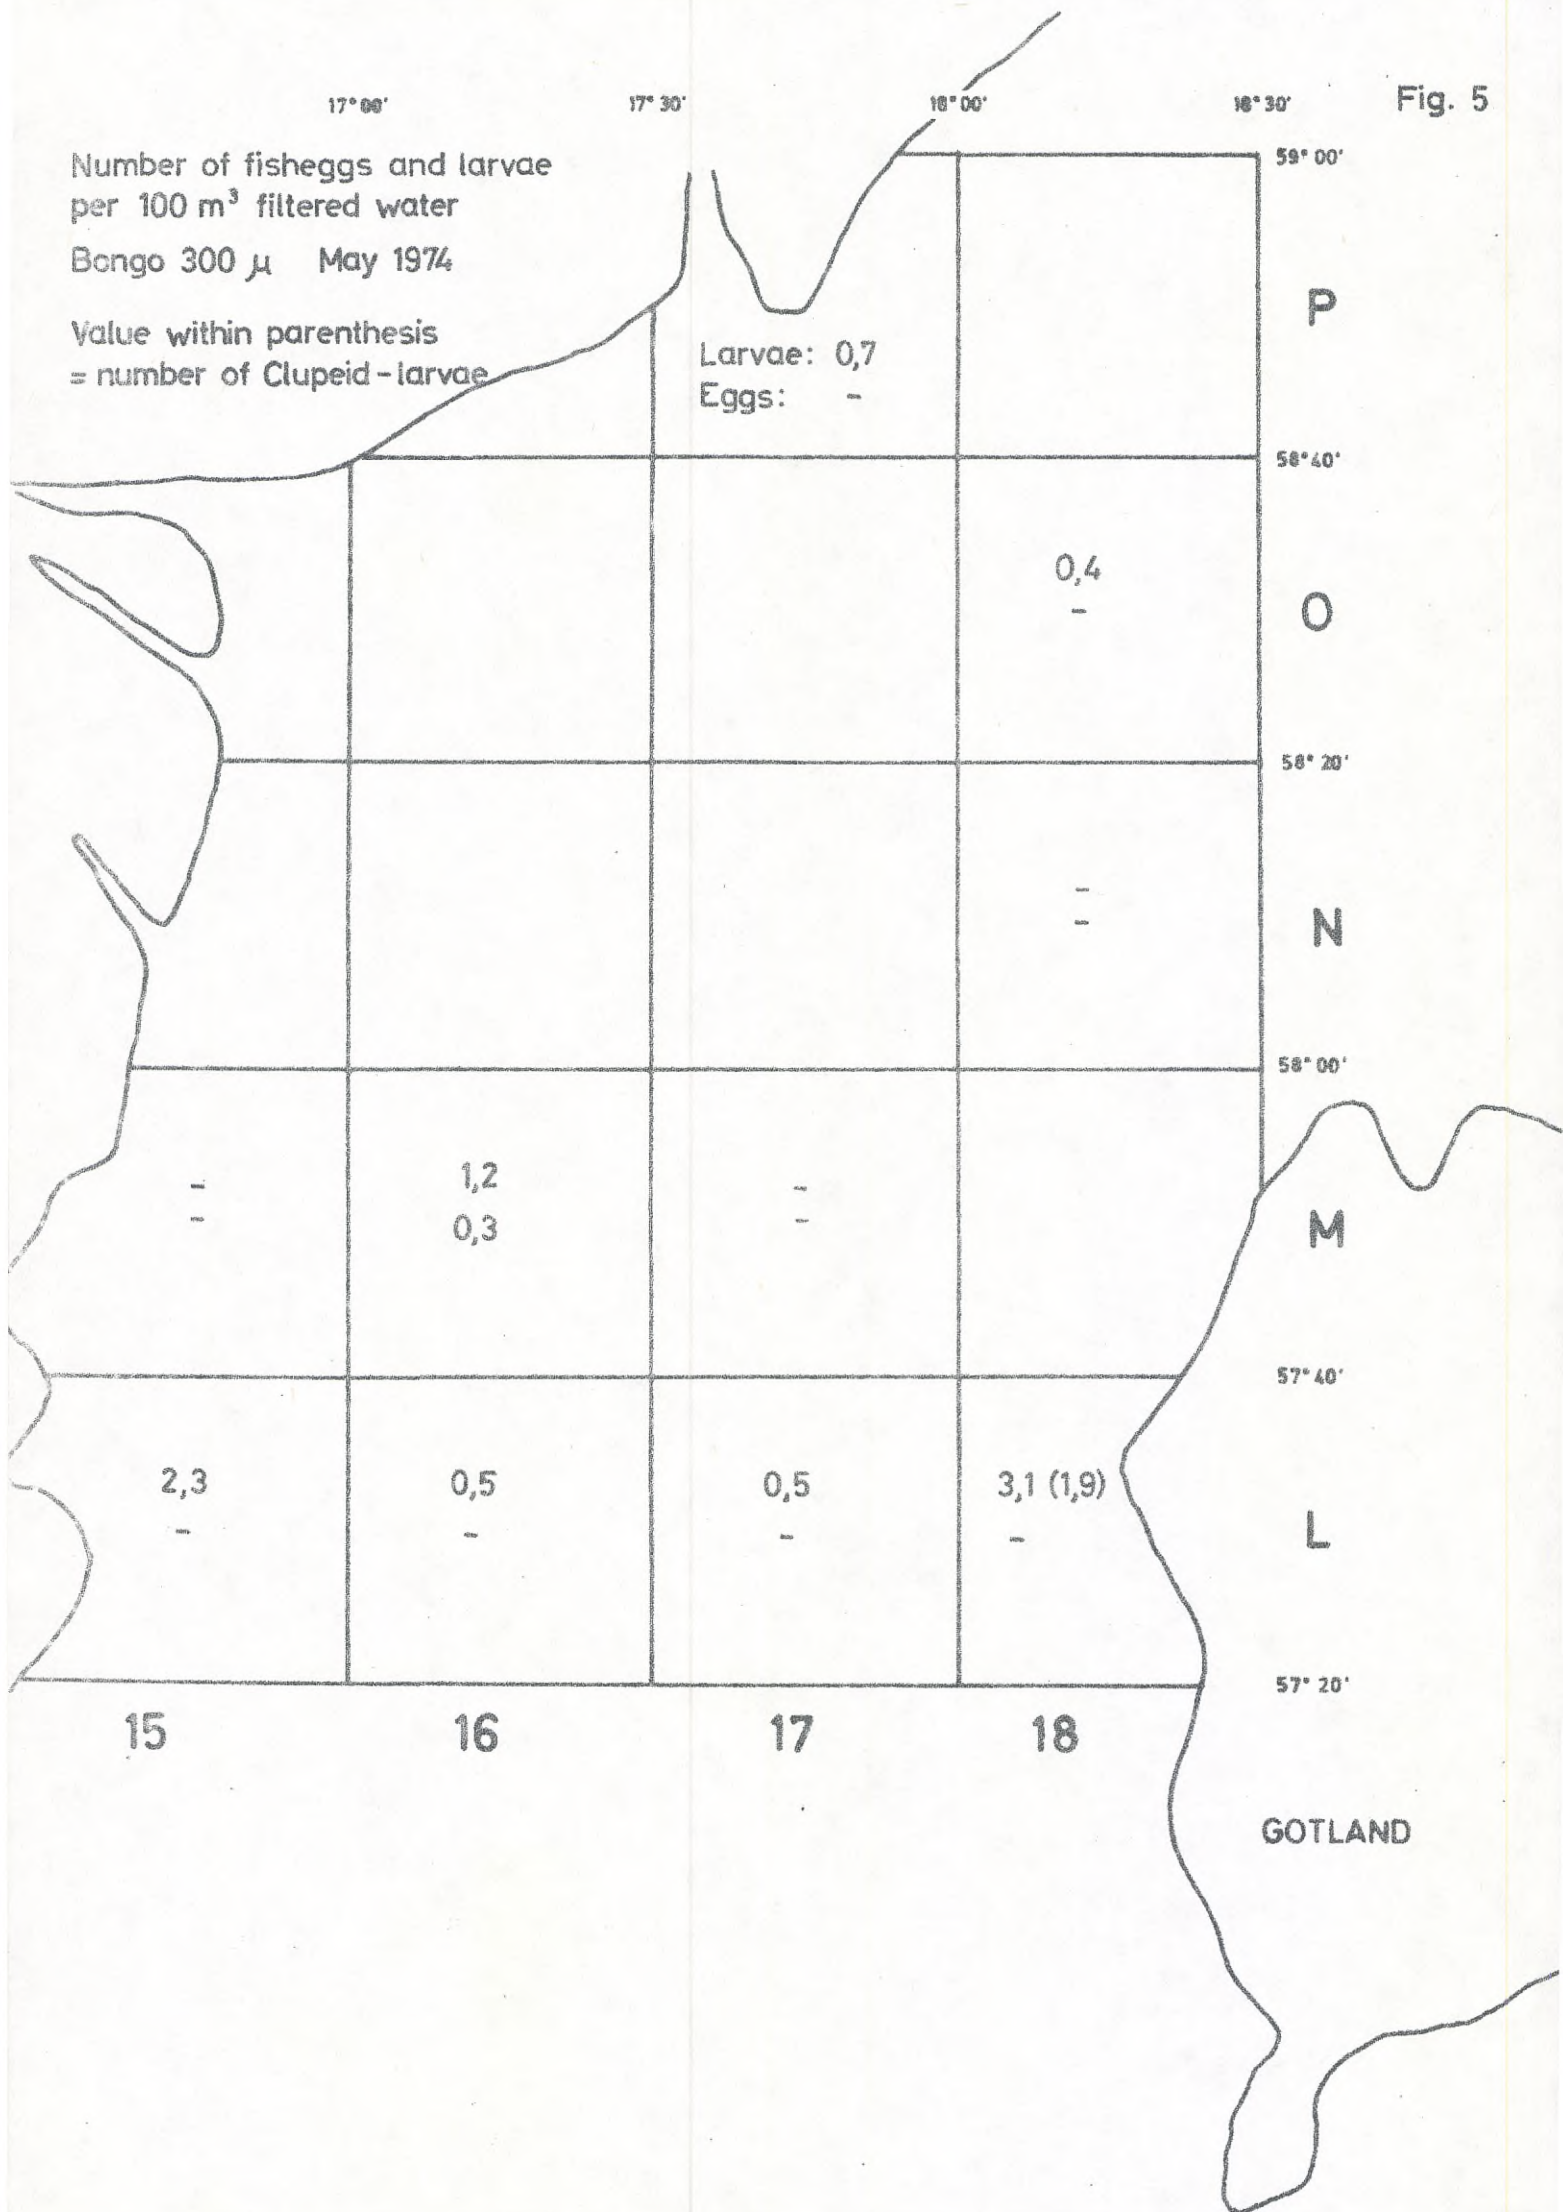 17°00' 17°30' 18°00' 18°30' Fig. 5
Number of fisheggs and larvae
per 100 m³ filtered water
Bongo 300 µ May 1974
Value within parenthesis
= number of Clupeid-larvae
59° 00'
P
Larvae: 0,7
Eggs: -
58°40'
0,4
-
O
58° 20'
-
-
N
58° 00'
- 1,2 -
- 0,3 -
M
57°40'
2,3 0,5 0,5 3,1 (1,9)
- - - -
L
57° 20'
15 16 17 18
GOTLAND